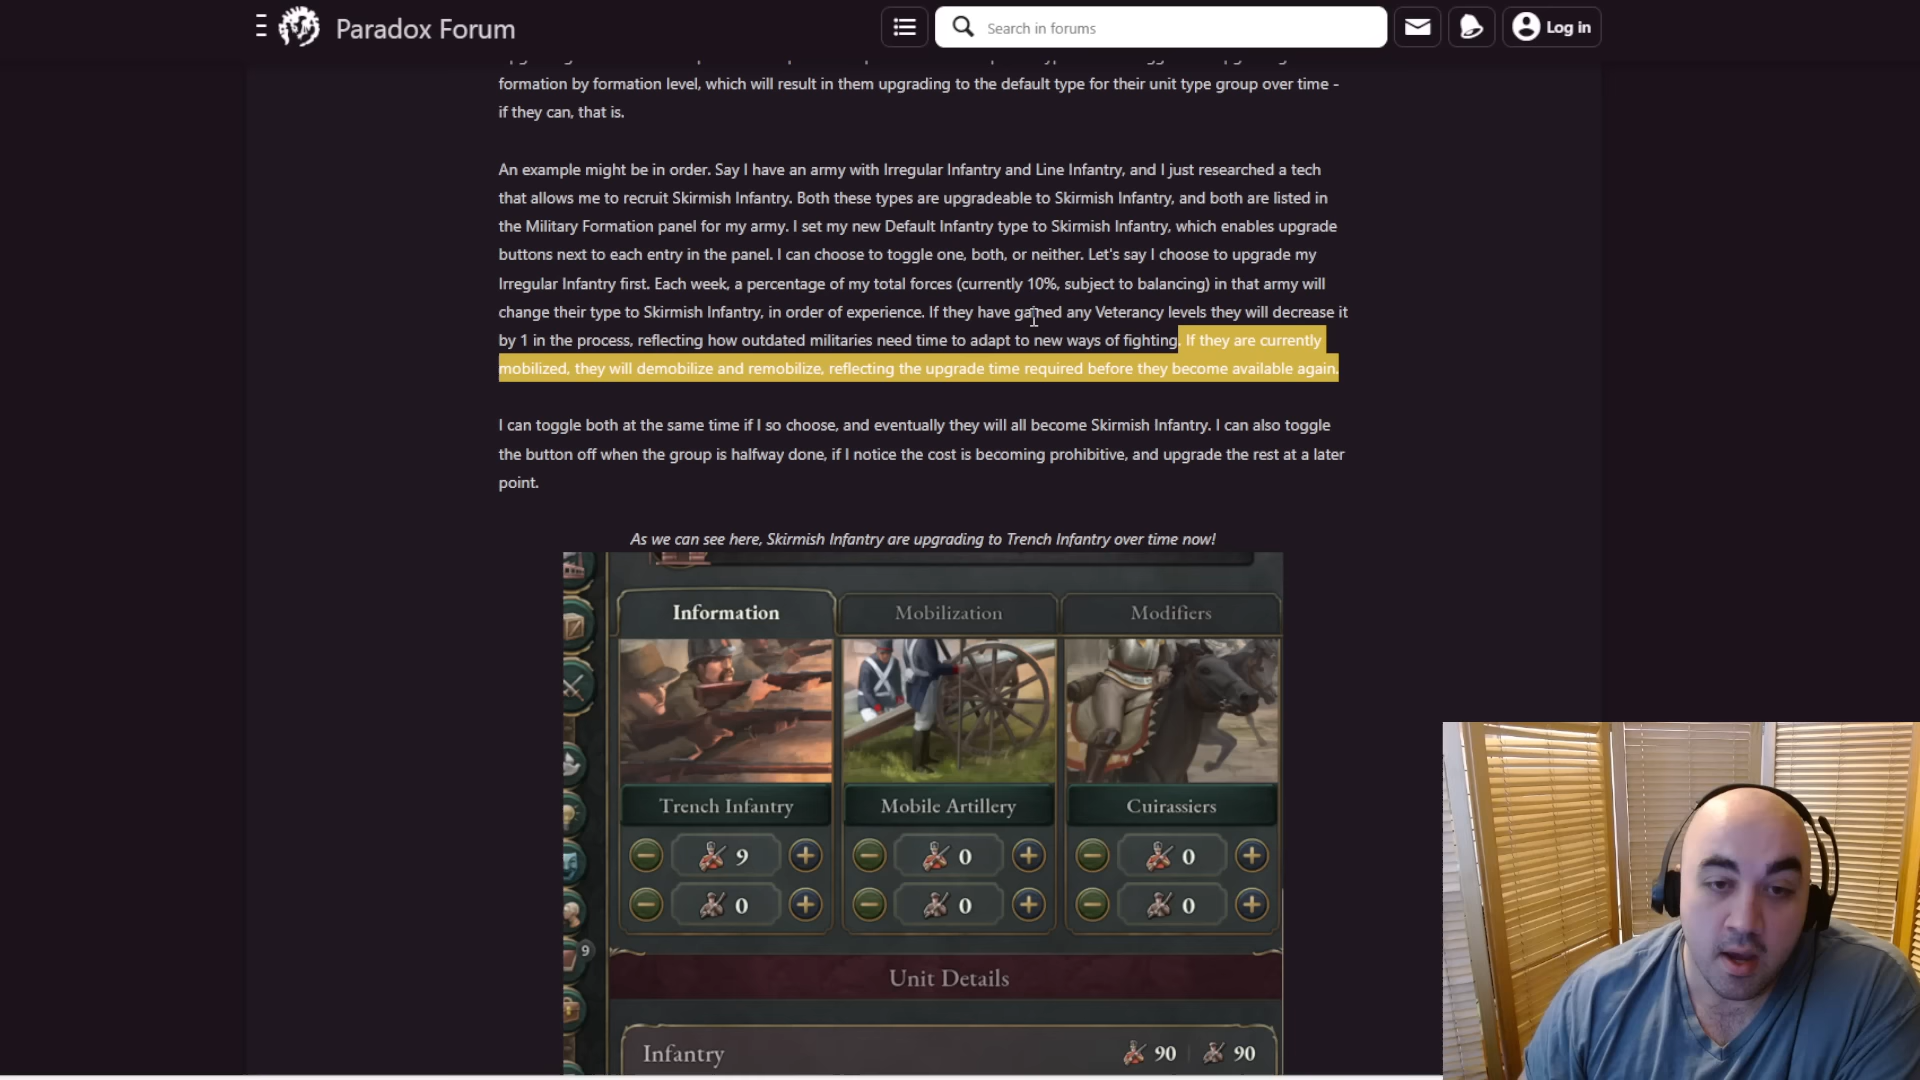 Paradox Forum
Search in forums
Log in
formation by formation level, which will result in them upgrading to the default type for their unit type group over time -
if they can, that is.
An example might be in order. Say I have an army with Irregular Infantry and Line Infantry, and I just researched a tech
that allows me to recruit Skirmish Infantry. Both these types are upgradeable to Skirmish Infantry, and both are listed in
the Military Formation panel for my army. I set my new Default Infantry type to Skirmish Infantry, which enables upgrade
buttons next to each entry in the panel. I can choose to toggle one, both, or neither. Let's say I choose to upgrade my
Irregular Infantry first. Each week, a percentage of my total forces (currently 10%, subject to balancing) in that army will
change their type to Skirmish Infantry, in order of experience. If they have gained any Veterancy levels they will decrease it
by 1 in the process, reflecting how outdated militaries need time to adapt to new ways of fighting. If they are currently
mobilized, they will demobilize and remobilize, reflecting the upgrade time required before they become available again.
I can toggle both at the same time if I so choose, and eventually they will all become Skirmish Infantry. I can also toggle
the button off when the group is halfway done, if I notice the cost is becoming prohibitive, and upgrade the rest at a later
point.
As we can see here, Skirmish Infantry are upgrading to Trench Infantry over time now!
Information Mobilization Modifiers
Trench Infantry Mobile Artillery Cuirassiers
9 0 0
0 0 0
9
Unit Details
Infantry 90 90